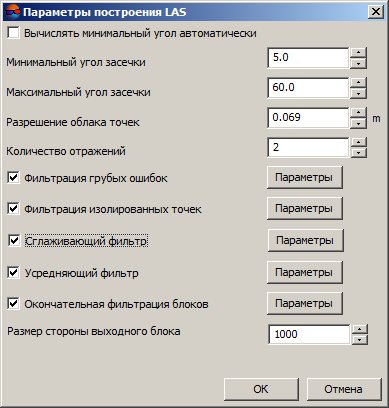 Параметры построения LAS
Вычислять минимальный угол автоматически
Минимальный угол засечки 5.0
Максимальный угол засечки 60.0
Разрешение облака точек 0.069 m
Количество отражений 2
Фильтрация грубых ошибок Параметры
Фильтрация изолированных точек Параметры
Сглаживающий фильтр Параметры
Усредняющий фильтр Параметры
Окончательная фильтрация блоков Параметры
Размер стороны выходного блока 1000
OK Отмена